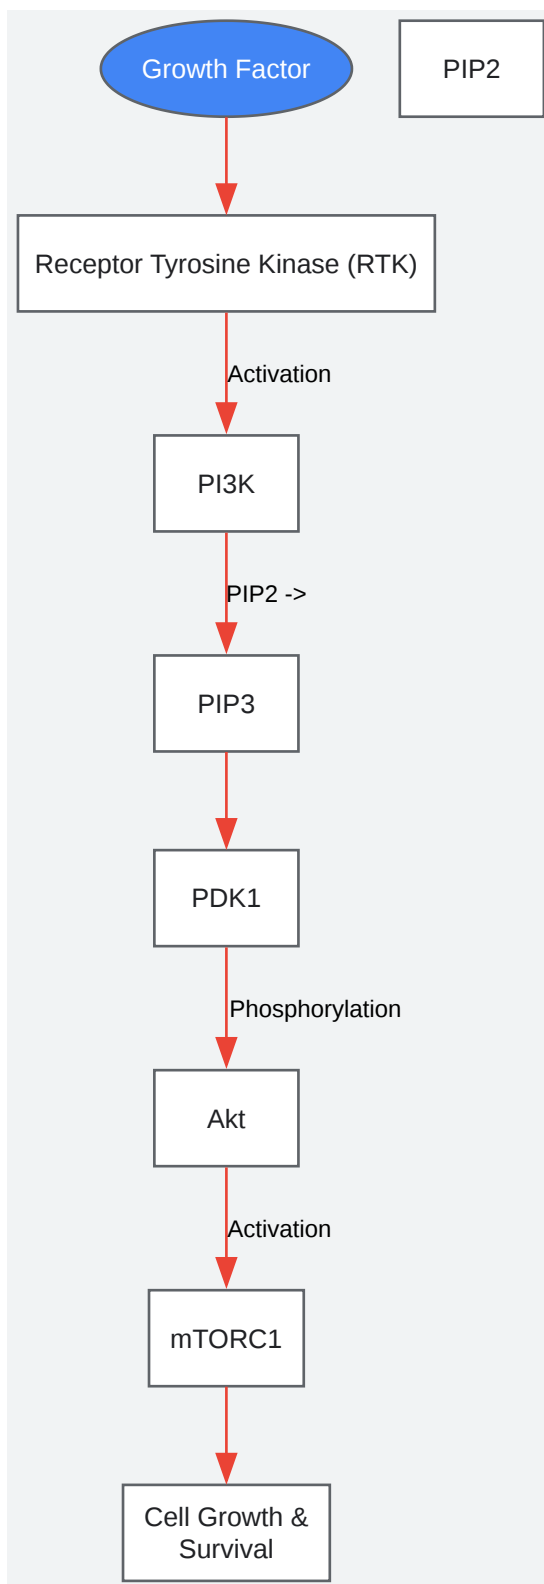 Growth Factor
PIP2
Receptor Tyrosine Kinase (RTK)
Activation
PI3K
PIP2 ->
PIP3
PDK1
Phosphorylation
Akt
Activation
mTORC1
Cell Growth &
Survival